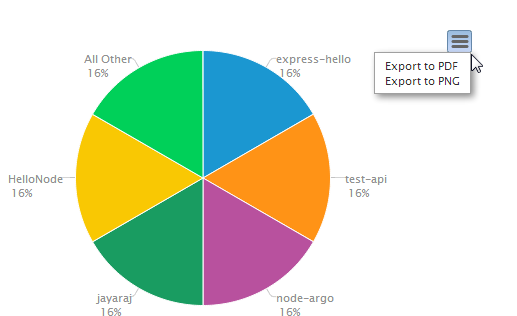 All Other
16%
express-hello
16%
Export to PDF
Export to PNG
HelloNode
16%
test-api
16%
jayaraj
16%
node-argo
16%